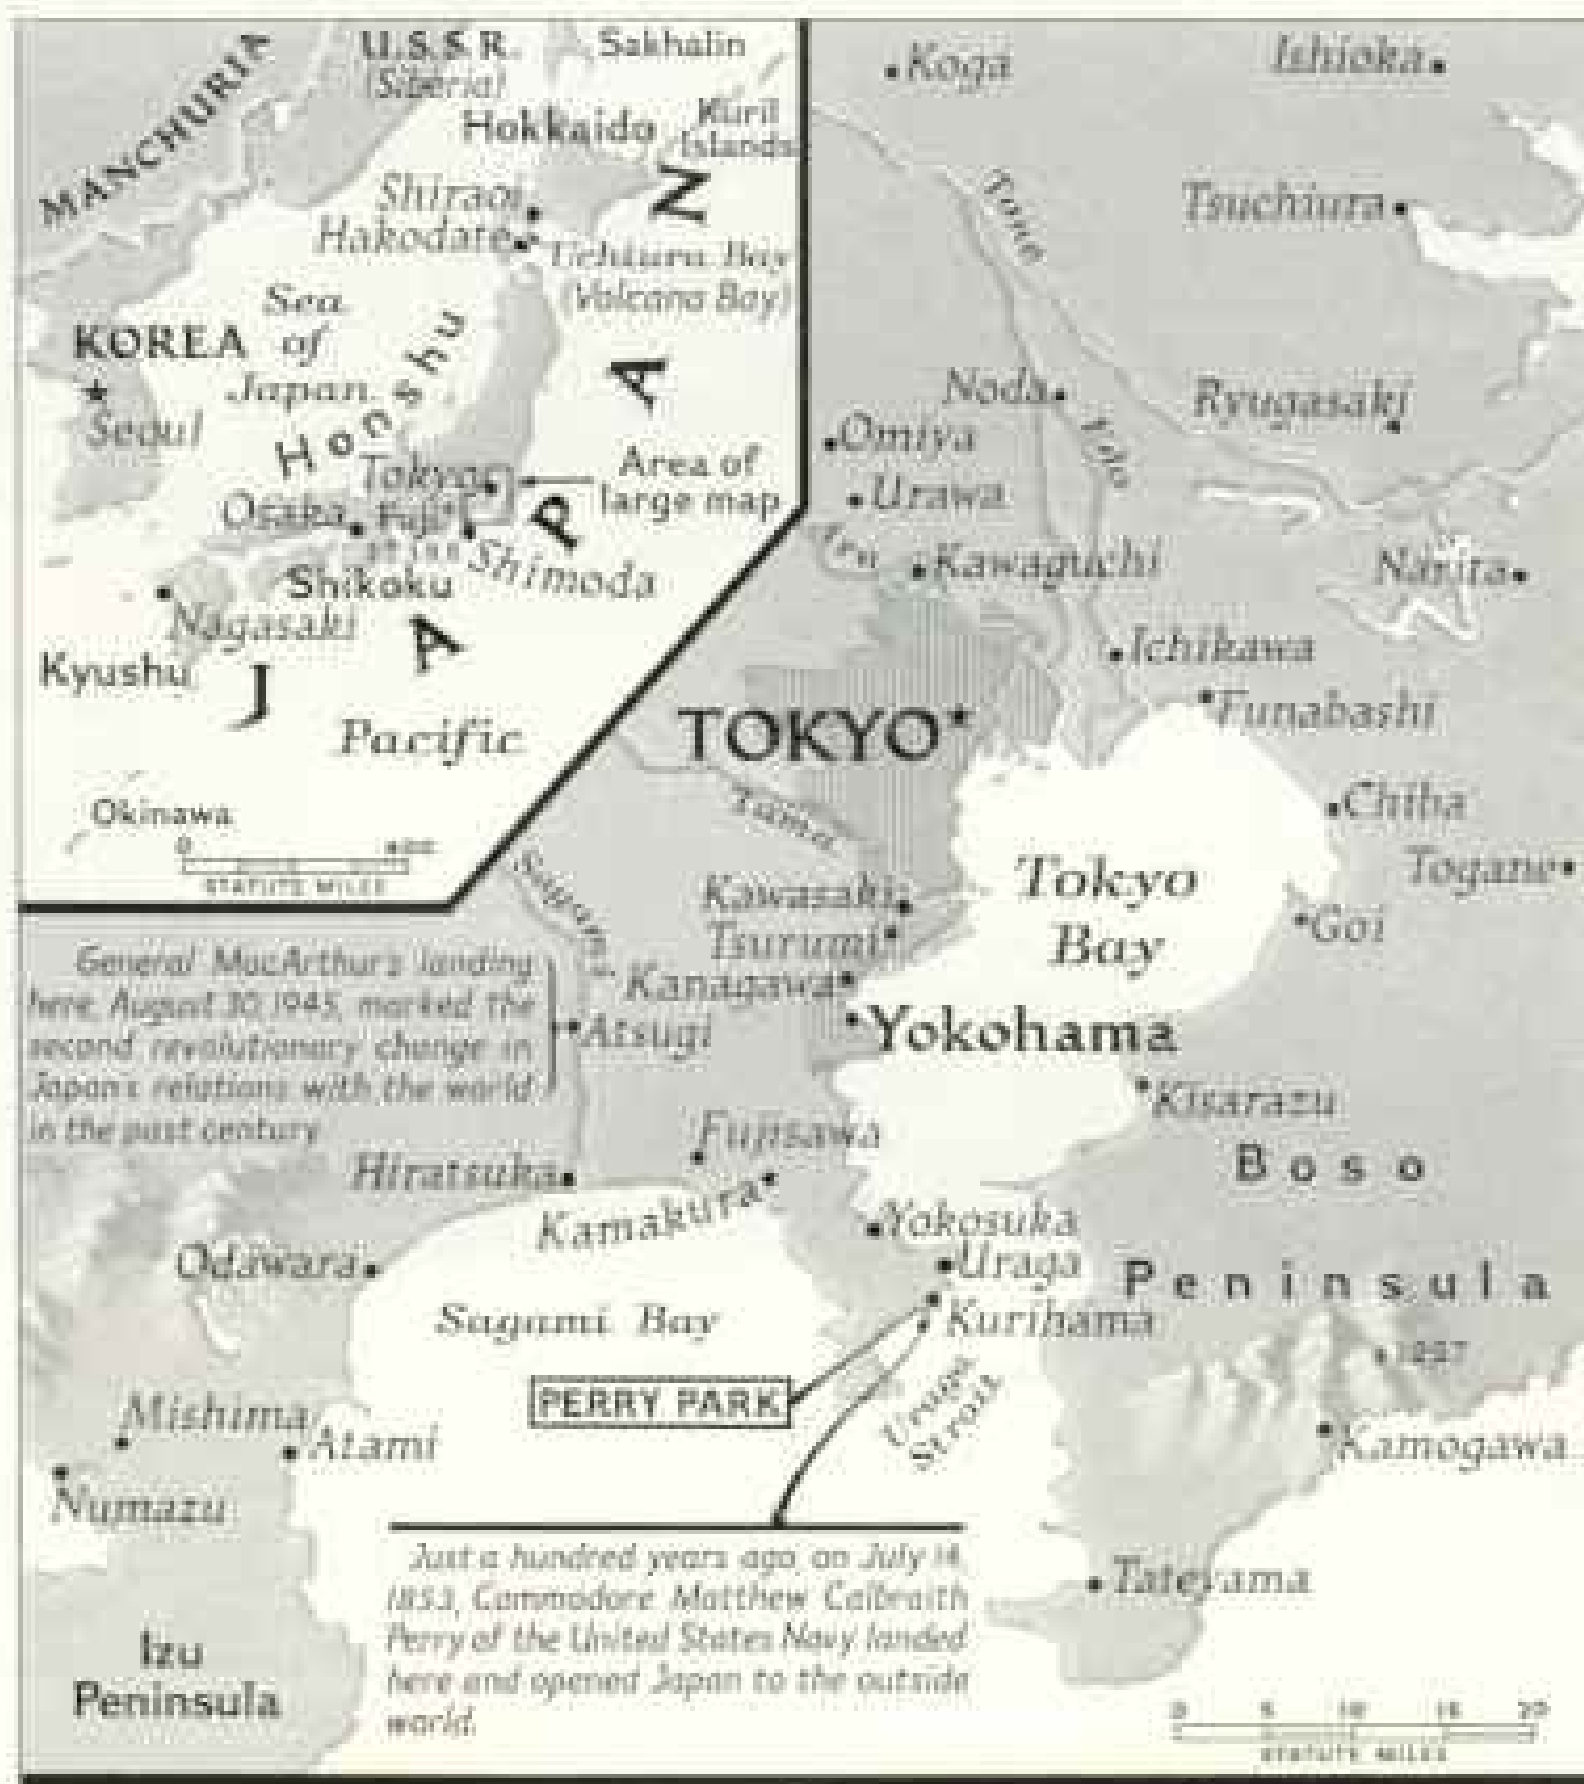 MANCHURIA
U.S.S.R.
(Siberia)
Sakhalin
Hokkaido
Kuril
Islands
Shiraoi
Hakodate
Uchiura Bay
(Volcano Bay)
Sea
of
Japan
KOREA
Seoul
Honshu
Tokyo
Area of
large map
Osaka
Fuji
Shimoda
Shikoku
Nagasaki
Kyushu
JAPAN
Pacific
Okinawa
0 400
STATUTE MILES
Koga
Ishioka
Tone
Tsuchiura
Noda
Ryugasaki
Omiya
Edo
Urawa
Kawaguchi
Narita
Ichikawa
Funabashi
TOKYO
Tama
Chiba
Tokyo
Bay
Togane
Goi
Sagami
Kawasaki
Tsurumi
Kanagawa
Yokohama
Atsugi
General MacArthur's landing
here, August 30, 1945, marked the
second revolutionary change in
Japan's relations with the world
in the past century
Kisarazu
Fujisawa
Hiratsuka
Kamakura
Boso
Peninsula
Yokosuka
Odawara
Uraga
Kurihama
Sagami Bay
PERRY PARK
Uraga
Strait
Mishima
Atami
Numazu
Kamogawa
Just a hundred years ago, on July 14,
1853, Commodore Matthew Calbraith
Perry of the United States Navy landed
here and opened Japan to the outside
world.
Tateyama
Izu
Peninsula
0 5 10 15 20
STATUTE MILES